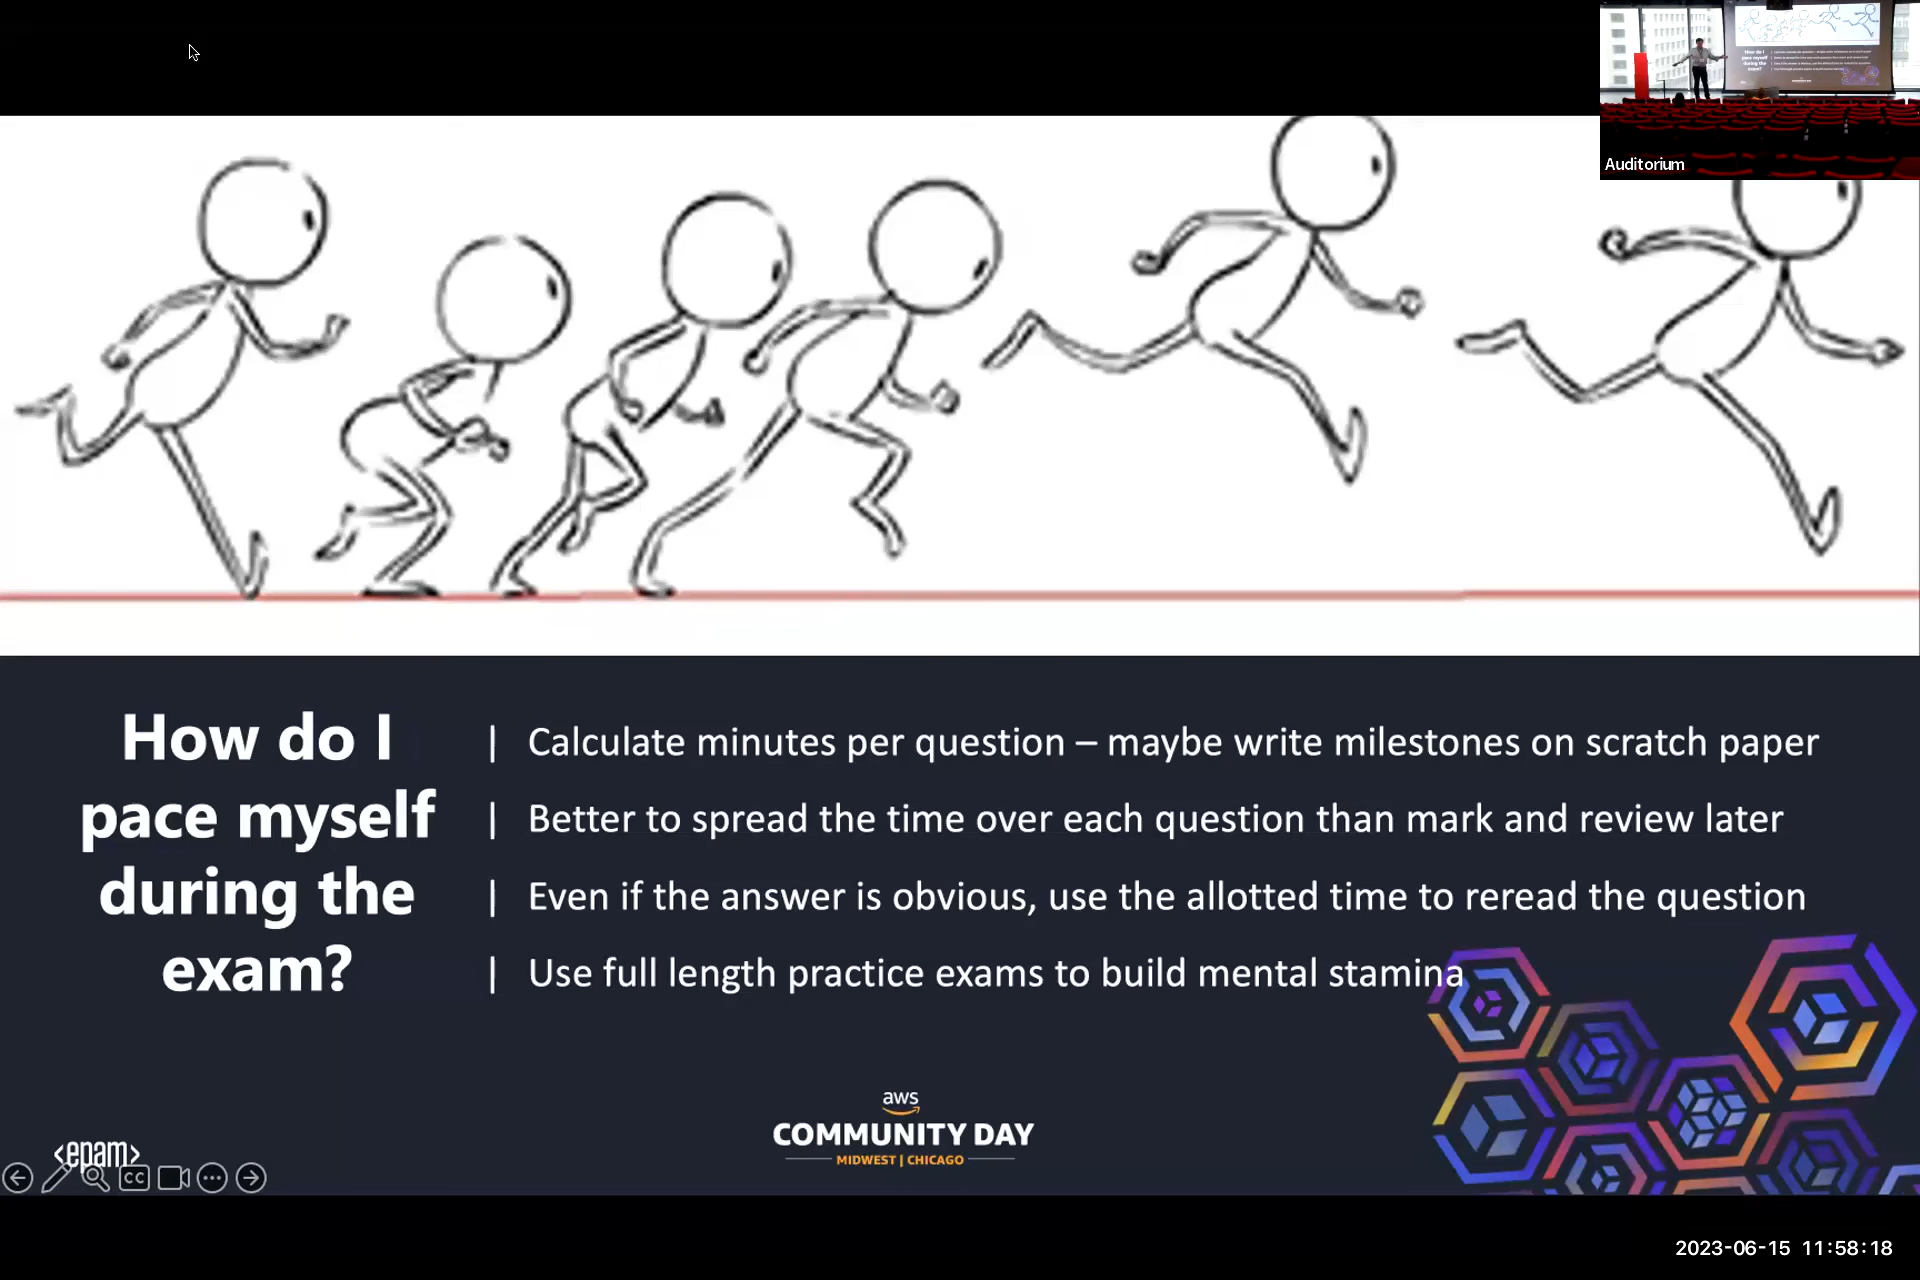 Auditorium
How do I
pace myself
during the
exam?
| Calculate minutes per question – maybe write milestones on scratch paper
| Better to spread the time over each question than mark and review later
| Even if the answer is obvious, use the allotted time to reread the question
| Use full length practice exams to build mental stamina
aws
COMMUNITY DAY
MIDWEST | CHICAGO
<epam>
CC
2023-06-15 11:58:18